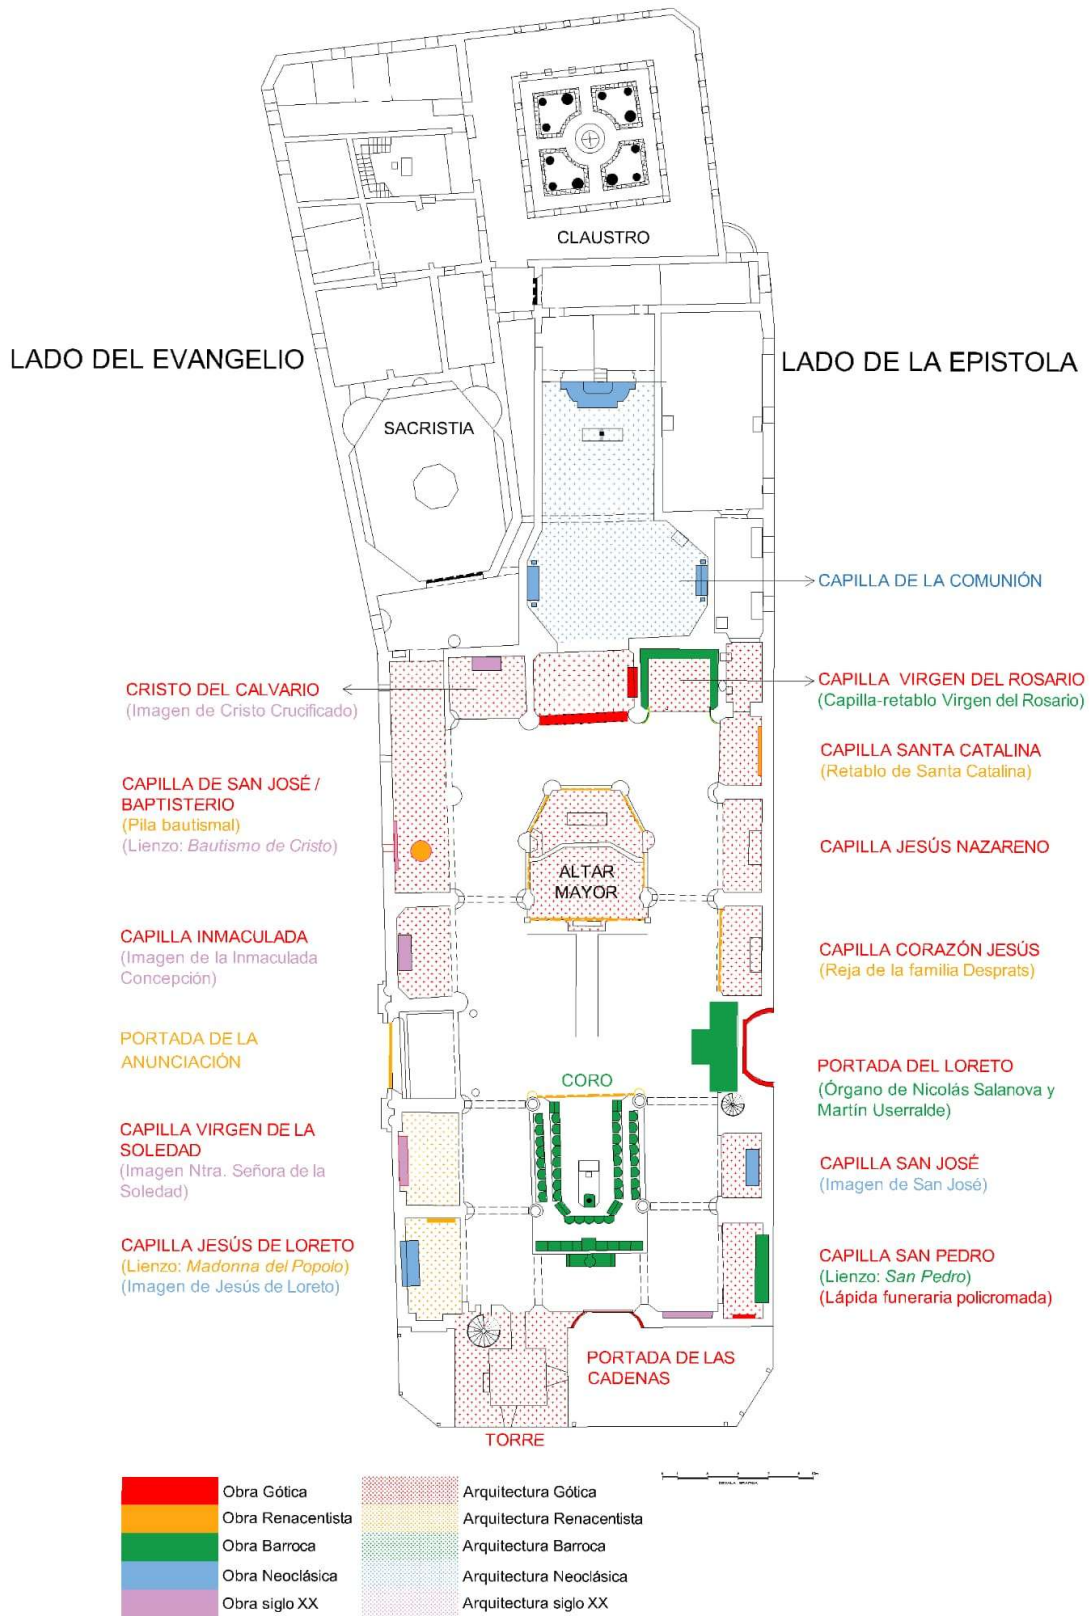 CLAUSTRO
LADO DEL EVANGELIO
LADO DE LA EPISTOLA
SACRISTIA
CAPILLA DE LA COMUNIÓN
CRISTO DEL CALVARIO
(Imagen de Cristo Crucificado)
CAPILLA DE SAN JOSÉ /
BAPTISTERIO
(Pila bautismal)
(Lienzo: Bautismo de Cristo)
CAPILLA INMACULADA
(Imagen de la Inmaculada
Concepción)
PORTADA DE LA
ANUNCIACIÓN
CAPILLA VIRGEN DE LA
SOLEDAD
(Imagen Ntra. Señora de la
Soledad)
CAPILLA JESÚS DE LORETO
(Lienzo: Madonna del Popolo)
(Imagen de Jesús de Loreto)
ALTAR
MAYOR
CORO
CAPILLA VIRGEN DEL ROSARIO
(Capilla-retablo Virgen del Rosario)
CAPILLA SANTA CATALINA
(Retablo de Santa Catalina)
CAPILLA JESÚS NAZARENO
CAPILLA CORAZÓN JESÚS
(Reja de la familia Desprats)
PORTADA DEL LORETO
(Órgano de Nicolás Salanova y
Martín Userralde)
CAPILLA SAN JOSÉ
(Imagen de San José)
CAPILLA SAN PEDRO
(Lienzo: San Pedro)
(Lápida funeraria policromada)
PORTADA DE LAS
CADENAS
TORRE
Obra Gótica
Obra Renacentista
Obra Barroca
Obra Neoclásica
Obra siglo XX
Arquitectura Gótica
Arquitectura Renacentista
Arquitectura Barroca
Arquitectura Neoclásica
Arquitectura siglo XX